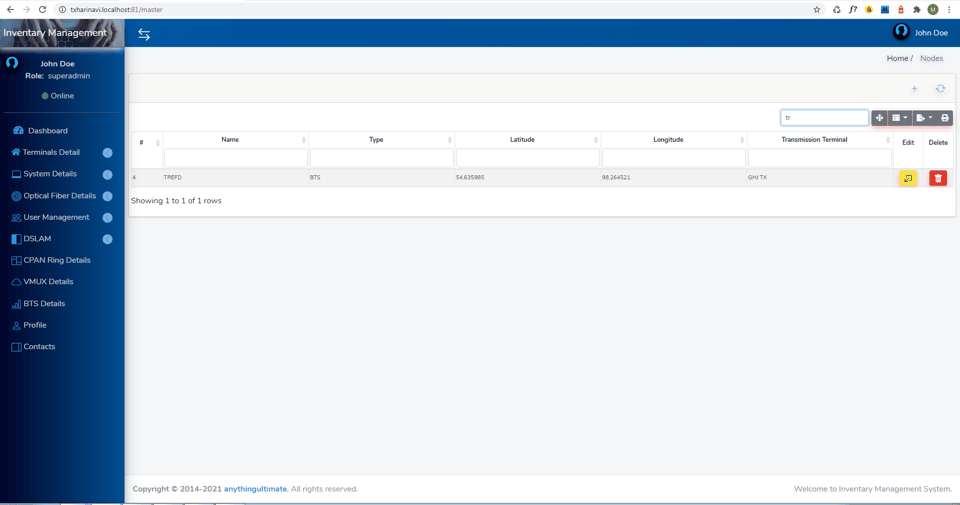 txharinavi.localhost:81/master
f?
M
Inventary Management
John Doe
John Doe
Role: superadmin
Online
Home / Nodes
Dashboard
Terminals Detail
System Details
Optical Fiber Details
User Management
DSLAM
CPAN Ring Details
VMUX Details
BTS Details
Profile
Contacts
tr
# Name Type Latitude Longitude Transmission Terminal Edit Delete
4 TREFD BTS 54.635985 98.264521 GHJ TX
Showing 1 to 1 of 1 rows
Copyright © 2014-2021 anythingultimate. All rights reserved.
Welcome to Inventary Management System.